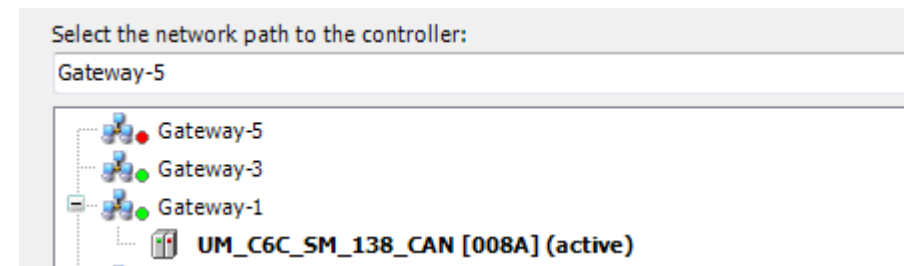 Select the network path to the controller:
Gateway-5
Gateway-5
Gateway-3
Gateway-1
UM_C6C_SM_138_CAN [008A] (active)